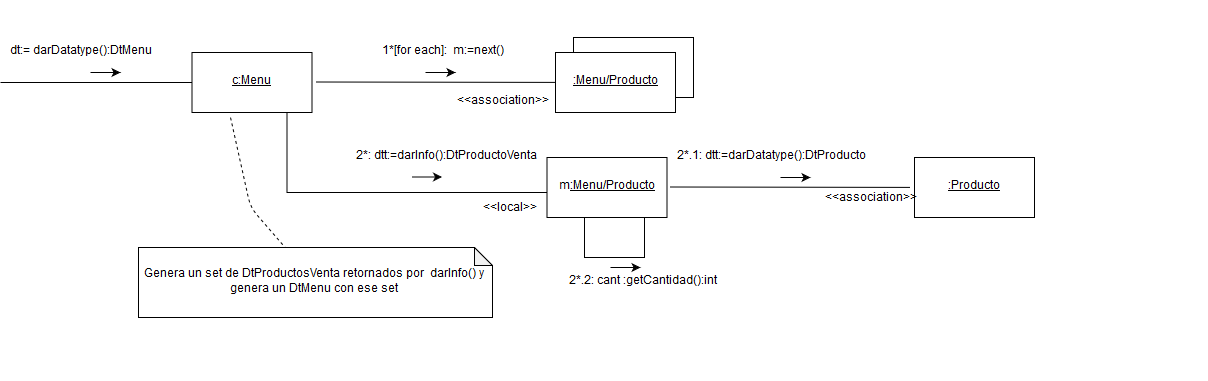 dt:= darDatatype():DtMenu
1*[for each]: m:=next()
c:Menu
:Menu/Producto
<<association>>
2*: dtt:=darInfo():DtProductoVenta
2*.1: dtt:=darDatatype():DtProducto
m:Menu/Producto
:Producto
<<local>>
<<association>>
Genera un set de DtProductosVenta retornados por darInfo() y
genera un DtMenu con ese set
2*.2: cant :getCantidad():int